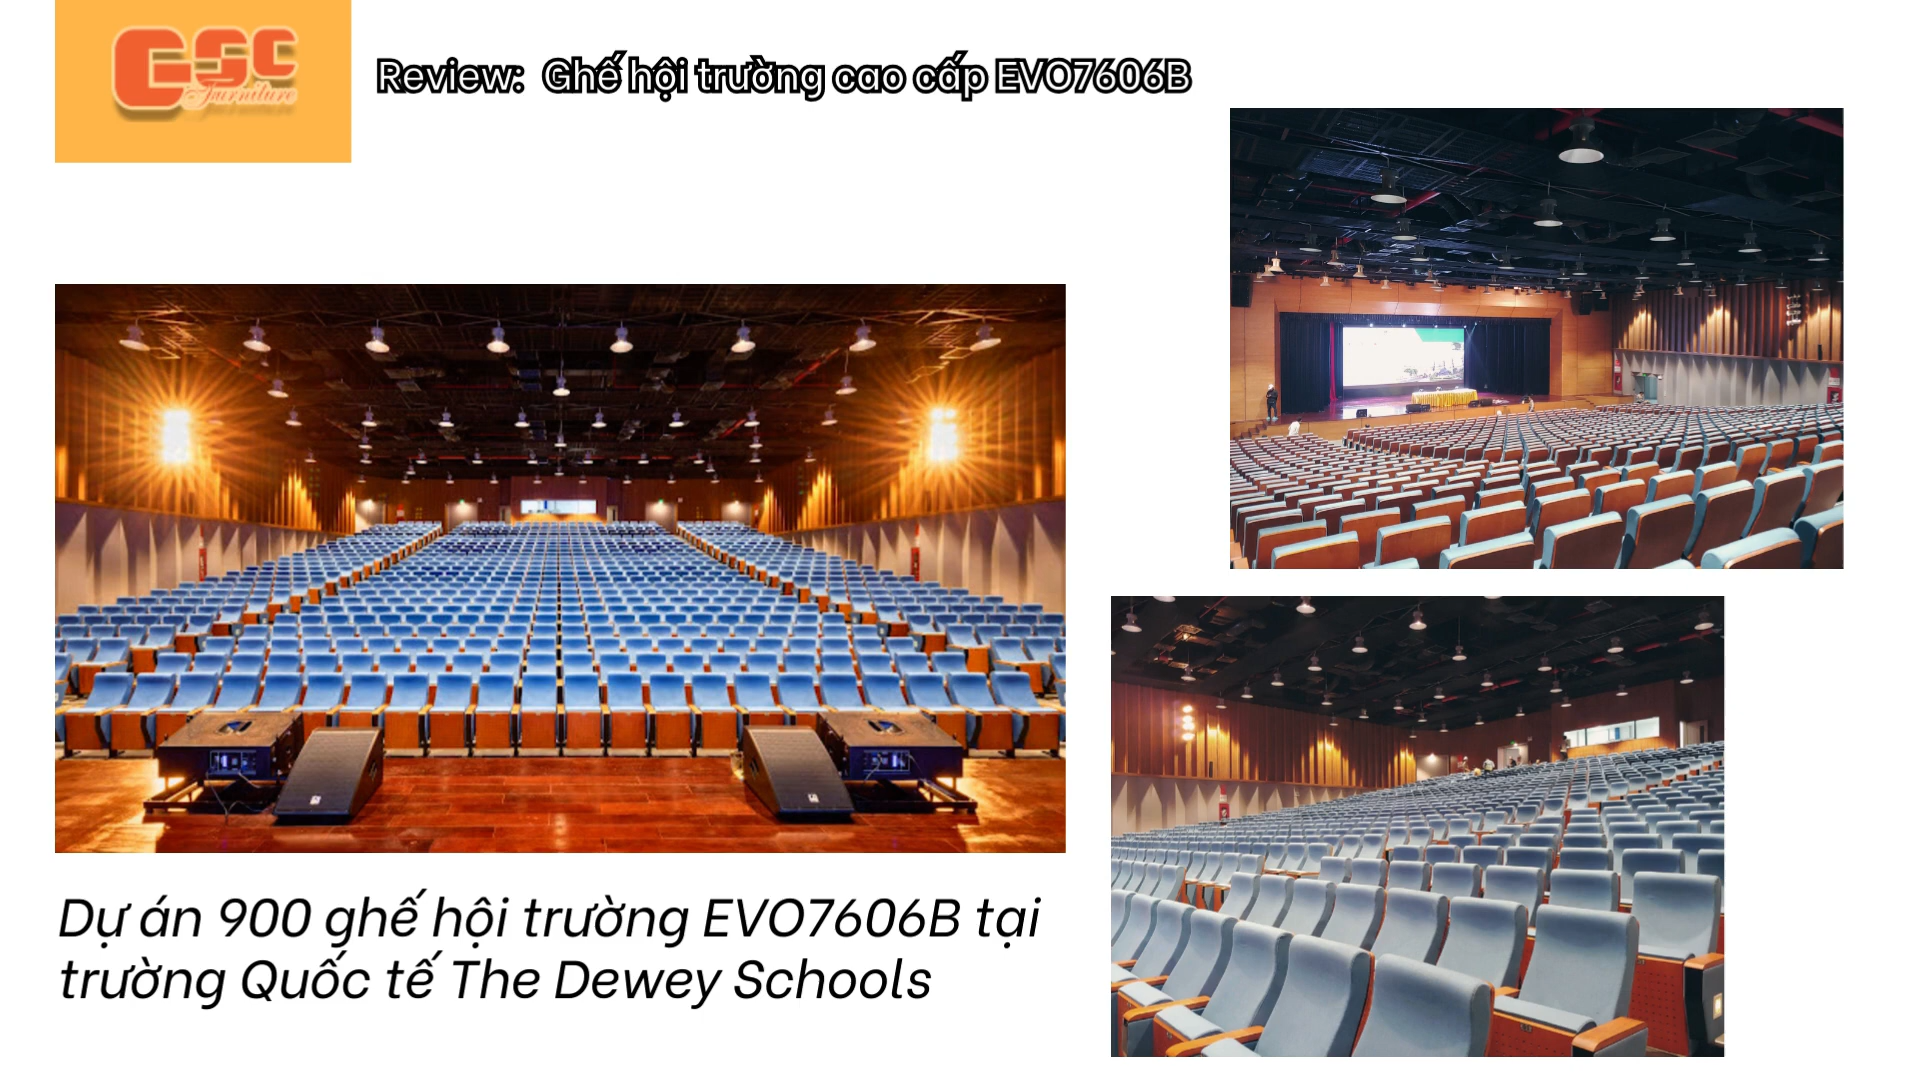 GSC
Furniture
Review: Ghế hội trường cao cấp EVO7606B
Dự án 900 ghế hội trường EVO7606B tại
trường Quốc tế The Dewey Schools